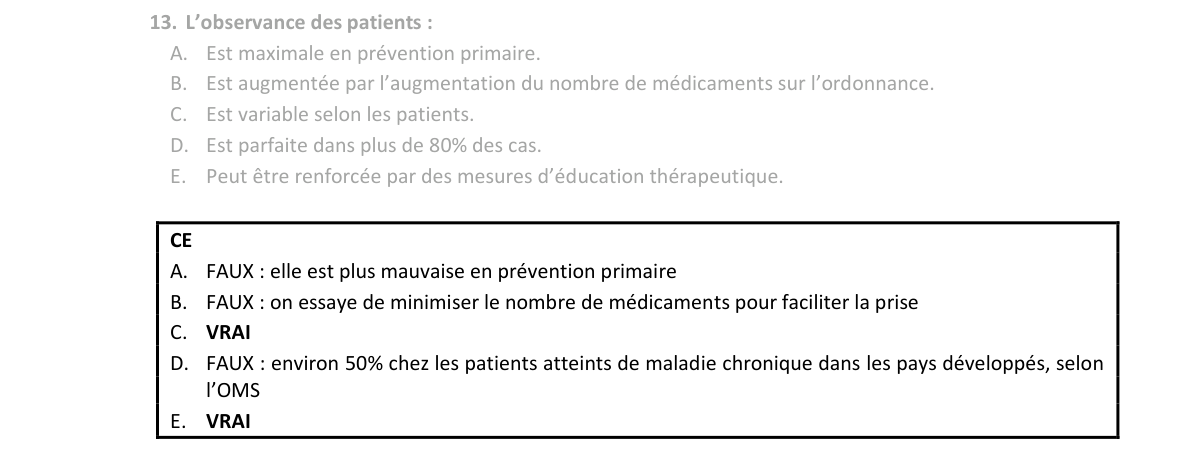 13. L’observance des patients :
A. Est maximale en prévention primaire.
B. Est augmentée par l’augmentation du nombre de médicaments sur l’ordonnance.
C. Est variable selon les patients.
D. Est parfaite dans plus de 80% des cas.
E. Peut être renforcée par des mesures d’éducation thérapeutique.
CE
A. FAUX : elle est plus mauvaise en prévention primaire
B. FAUX : on essaye de minimiser le nombre de médicaments pour faciliter la prise
C. VRAI
D. FAUX : environ 50% chez les patients atteints de maladie chronique dans les pays développés, selon
l’OMS
E. VRAI